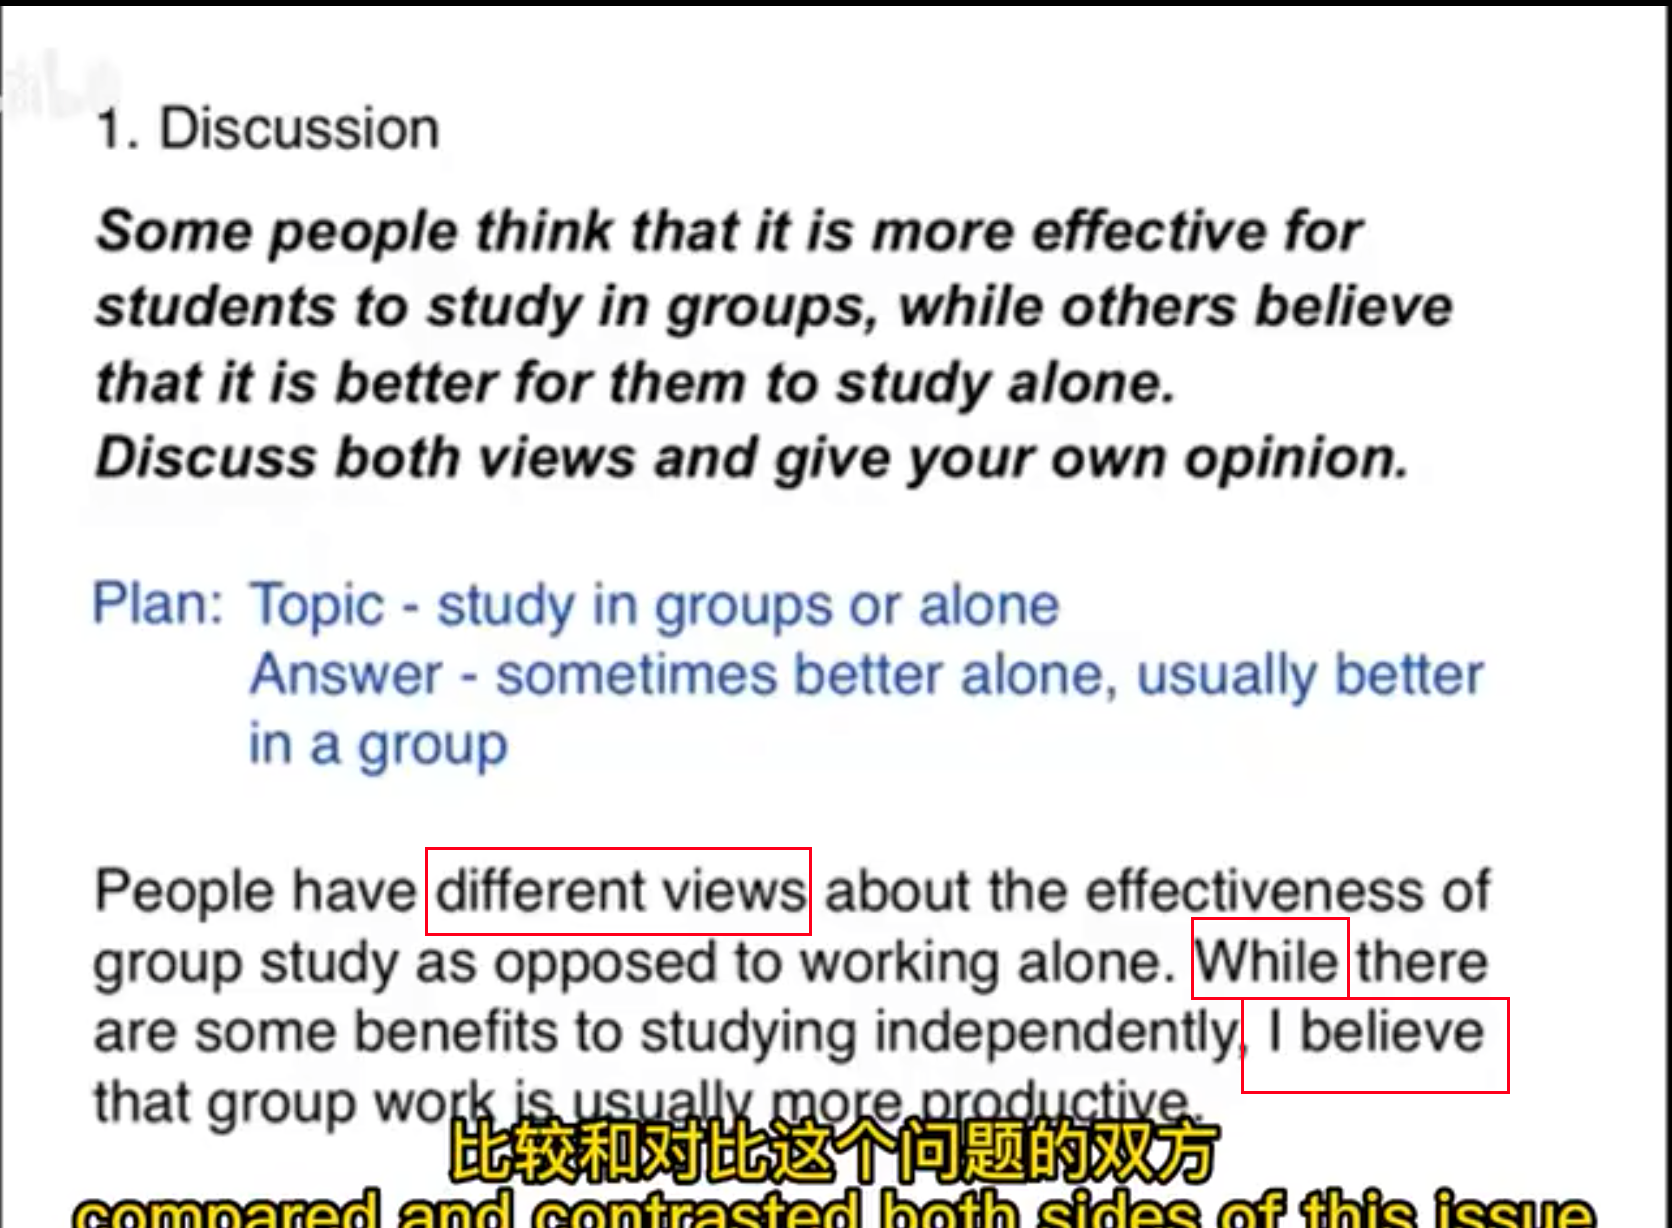 1. Discussion
Some people think that it is more effective for
students to study in groups, while others believe
that it is better for them to study alone.
Discuss both views and give your own opinion.
Plan: Topic - study in groups or alone
Answer - sometimes better alone, usually better
in a group
People have different views about the effectiveness of
group study as opposed to working alone. While there
are some benefits to studying independently, I believe
that group work is usually more productive.
比较和对比这个问题的双方
compared and contrasted both sides of this issue